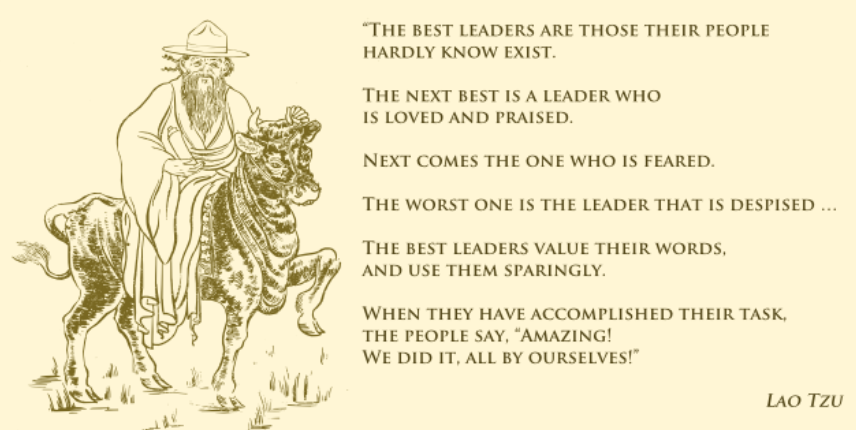 “The best leaders are those their people
hardly know exist.
The next best is a leader who
is loved and praised.
Next comes the one who is feared.
The worst one is the leader that is despised ...
The best leaders value their words,
and use them sparingly.
When they have accomplished their task,
the people say, “Amazing!
We did it, all by ourselves!”
Lao Tzu